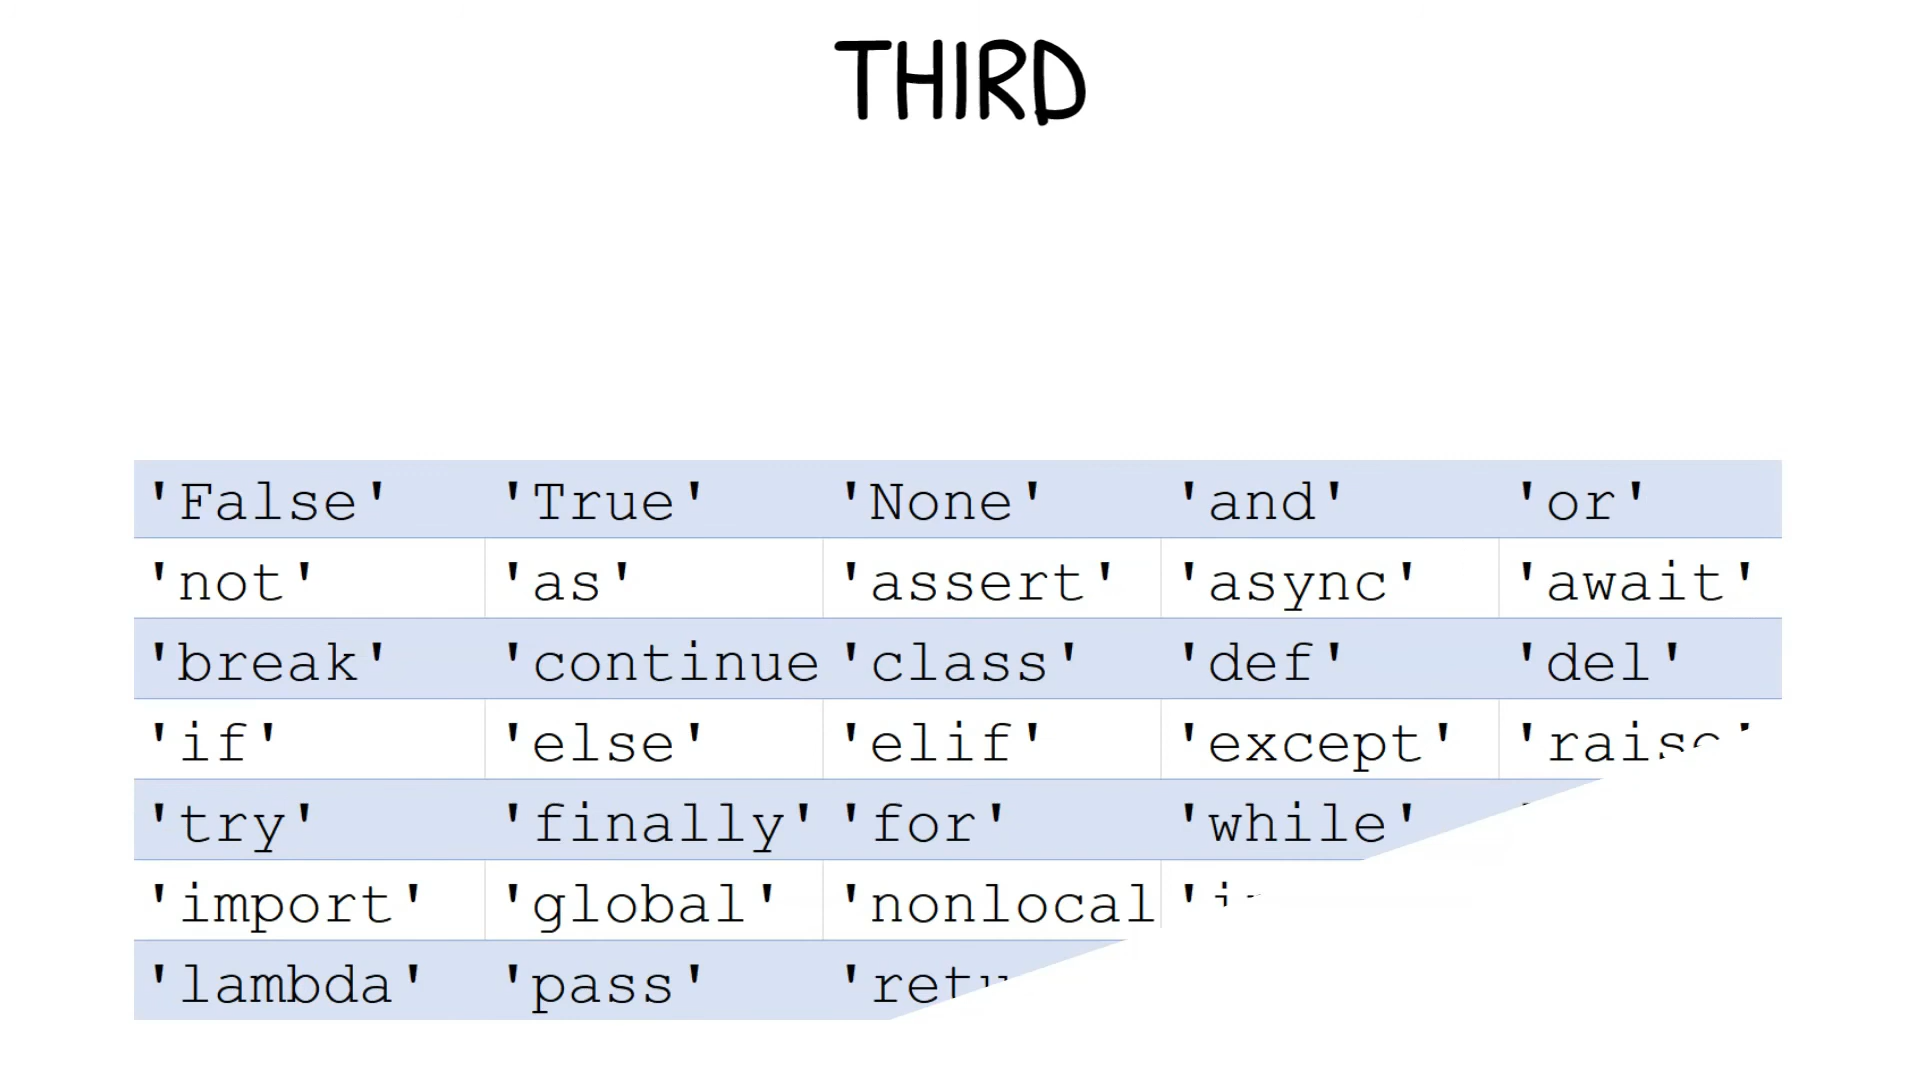 THIRD
'False' 'True' 'None' 'and' 'or'
'not' 'as' 'assert' 'async' 'await'
'break' 'continue 'class' 'def' 'del'
'if' 'else' 'elif' 'except' 'raise'
'try' 'finally' 'for' 'while'
'import' 'global' 'nonlocal
'lambda' 'pass'